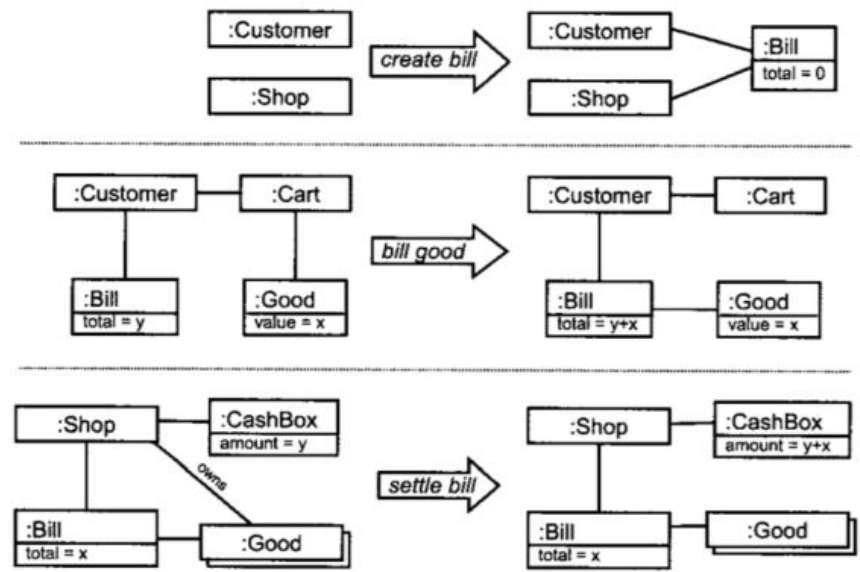 :Customer
:Shop
create bill
:Customer
:Shop
:Bill
total = 0
:Customer
:Cart
:Bill
total = y
:Good
value = x
bill good
:Customer
:Cart
:Bill
total = y+x
:Good
value = x
:Shop
:CashBox
amount = y
owns
:Bill
total = x
:Good
settle bill
:Shop
:CashBox
amount = y+x
:Bill
total = x
:Good